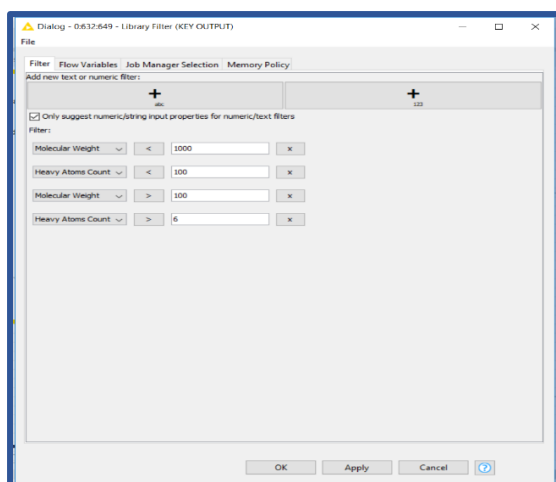 Dialog - 0:632:649 - Library Filter (KEY OUTPUT)
File
Filter Flow Variables Job Manager Selection Memory Policy
Add new text or numeric filter:
+ +
abc 123
Only suggest numeric/string input properties for numeric/text filters
Filter:
Molecular Weight < 1000 x
Heavy Atoms Count < 100 x
Molecular Weight > 100 x
Heavy Atoms Count > 6 x
OK Apply Cancel ?